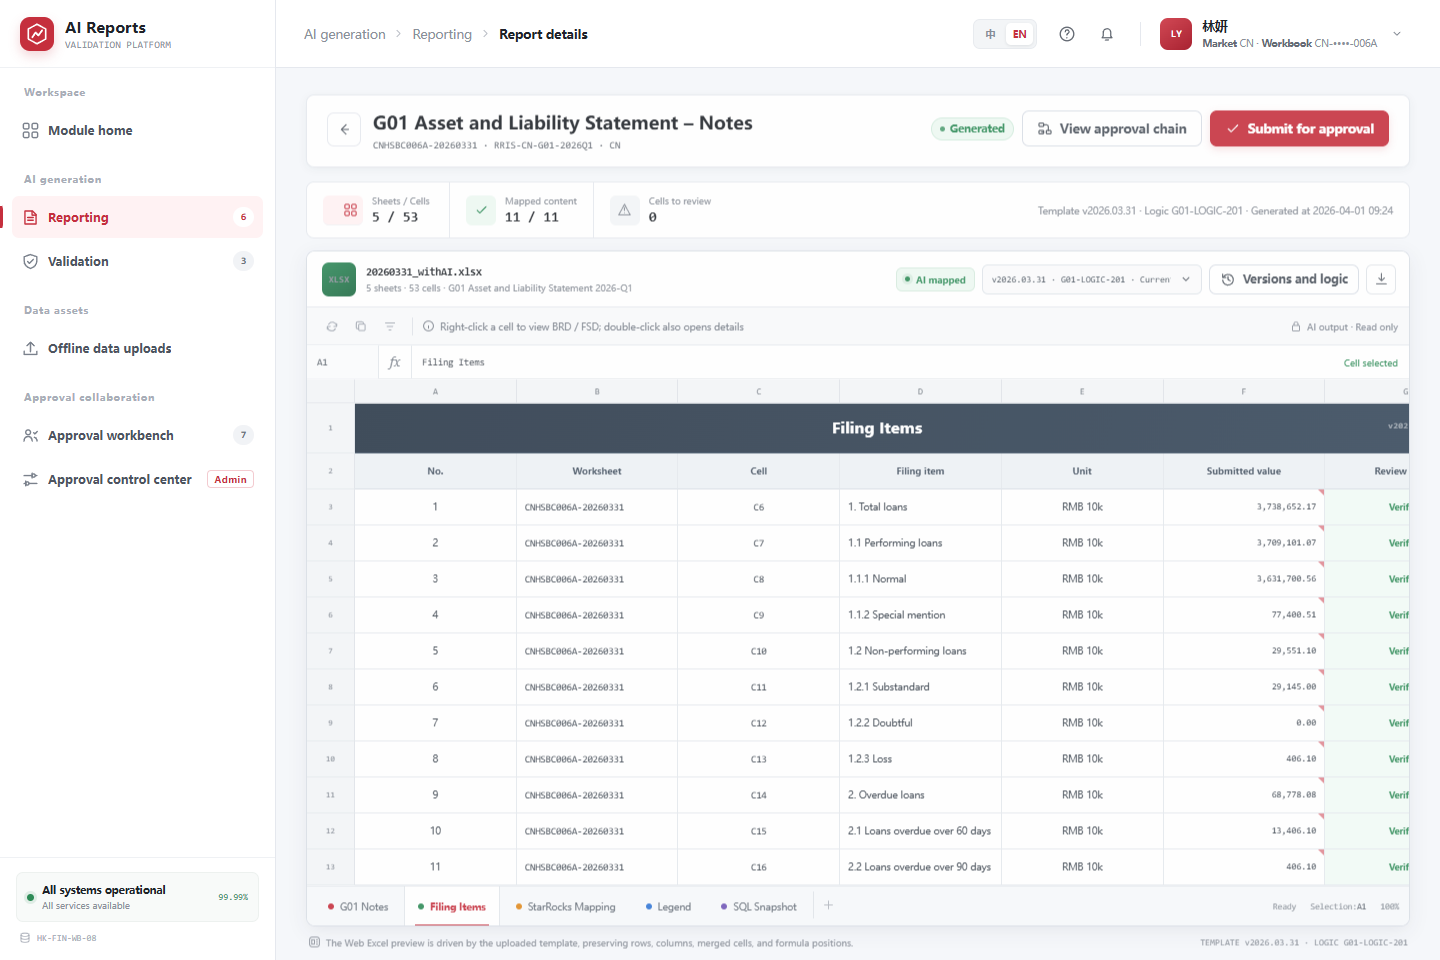 AI Reports
VALIDATION PLATFORM
Workspace
Module home
AI generation
Reporting 6
Validation 3
Data assets
Offline data uploads
Approval collaboration
Approval workbench 7
Approval control center Admin
All systems operational
All services available
99.99%
HK-FIN-WB-08
AI generation > Reporting > Report details
中 EN
LY
林妍
Market CN · Workbook CN-••••-006A
G01 Asset and Liability Statement – Notes
CNHSBC006A-20260331 · RRIS-CN-G01-2026Q1 · CN
Generated
View approval chain
Submit for approval
Sheets / Cells
5 / 53
Mapped content
11 / 11
Cells to review
0
Template v2026.03.31 · Logic G01-LOGIC-201 · Generated at 2026-04-01 09:24
XLSX
20260331_withAI.xlsx
5 sheets · 53 cells · G01 Asset and Liability Statement 2026-Q1
AI mapped
v2026.03.31 · G01-LOGIC-201 · Curren
Versions and logic
Right-click a cell to view BRD / FSD; double-click also opens details
AI output · Read only
A1 fx Filing Items
Cell selected
A B C D E F G
1 Filing Items v202
2 No. Worksheet Cell Filing item Unit Submitted value Review
3 1 CNHSBC006A-20260331 C6 1. Total loans RMB 10k 3,738,652.17 Verif
4 2 CNHSBC006A-20260331 C7 1.1 Performing loans RMB 10k 3,709,101.07 Verif
5 3 CNHSBC006A-20260331 C8 1.1.1 Normal RMB 10k 3,631,700.56 Verif
6 4 CNHSBC006A-20260331 C9 1.1.2 Special mention RMB 10k 77,400.51 Verif
7 5 CNHSBC006A-20260331 C10 1.2 Non-performing loans RMB 10k 29,551.10 Verif
8 6 CNHSBC006A-20260331 C11 1.2.1 Substandard RMB 10k 29,145.00 Verif
9 7 CNHSBC006A-20260331 C12 1.2.2 Doubtful RMB 10k 0.00 Verif
10 8 CNHSBC006A-20260331 C13 1.2.3 Loss RMB 10k 406.10 Verif
11 9 CNHSBC006A-20260331 C14 2. Overdue loans RMB 10k 68,778.08 Verif
12 10 CNHSBC006A-20260331 C15 2.1 Loans overdue over 60 days RMB 10k 13,406.10 Verif
13 11 CNHSBC006A-20260331 C16 2.2 Loans overdue over 90 days RMB 10k 406.10 Verif
G01 Notes Filing Items StarRocks Mapping Legend SQL Snapshot +
Ready Selection:A1 100%
The Web Excel preview is driven by the uploaded template, preserving rows, columns, merged cells, and formula positions.
TEMPLATE v2026.03.31 · LOGIC G01-LOGIC-201